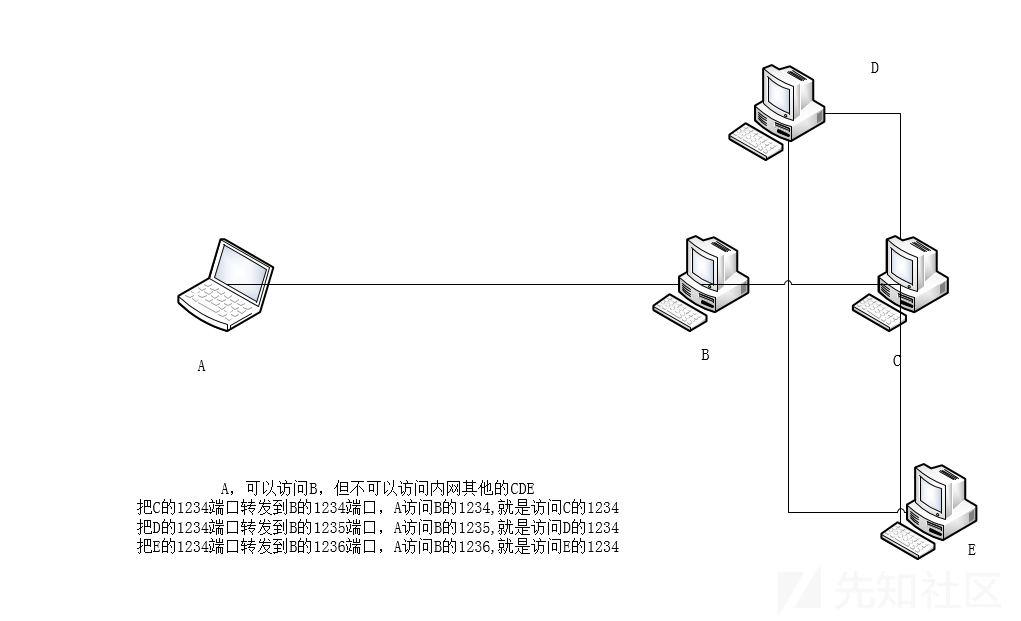 D
A
B
C
A，可以访问B，但不可以访问内网其他的CDE
把C的1234端口转发到B的1234端口，A访问B的1234,就是访问C的1234
把D的1234端口转发到B的1235端口，A访问B的1235,就是访问D的1234
把E的1234端口转发到B的1236端口，A访问B的1236,就是访问E的1234
E
先知社区